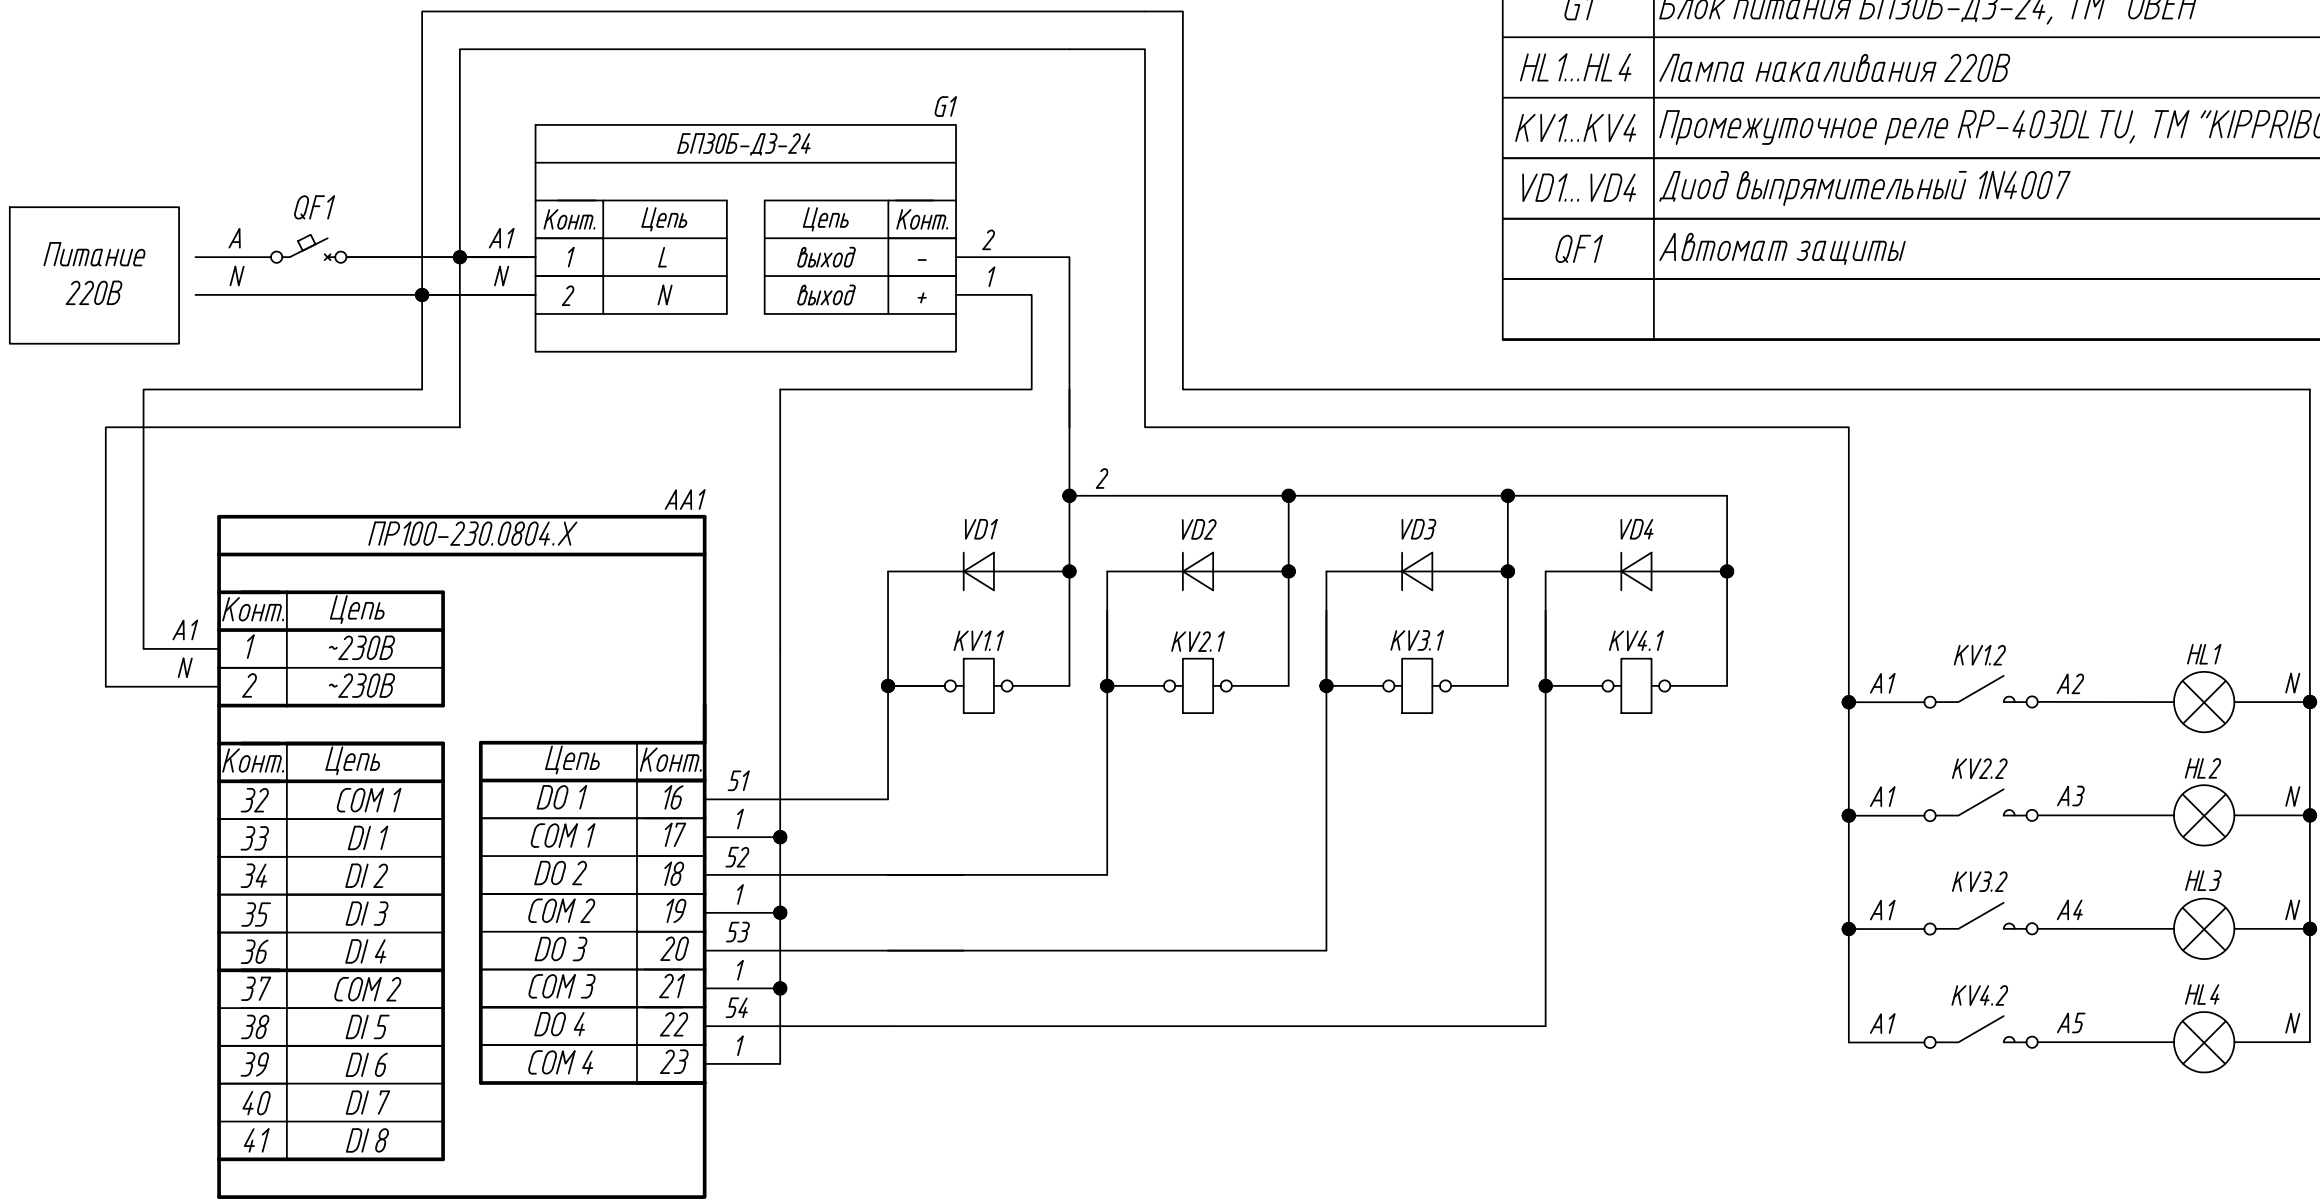 G1 Блок питания БП30Б-Д3-24, ТМ "ОВЕН
HL1...HL4 Лампа накаливания 220В
KV1...KV4 Промежуточное реле RP-403DLTU, ТМ "KIPPRIBO
VD1...VD4 Диод выпрямительный 1N4007
QF1 Автомат защиты
G1
БП30Б-Д3-24
Конт. Цепь Цепь Конт.
1 L выход -
2 N выход +
Питание
220В
QF1
A
N
A1
N
2
1
AA1
ПР100-230.0804.Х
Конт. Цепь
1 ~230В
2 ~230В
A1
N
Конт. Цепь
32 COM 1
33 DI 1
34 DI 2
35 DI 3
36 DI 4
37 COM 2
38 DI 5
39 DI 6
40 DI 7
41 DI 8
Цепь Конт.
DO 1 16 51
COM 1 17 1
DO 2 18 52
COM 2 19 1
DO 3 20 53
COM 3 21 1
DO 4 22 54
COM 4 23 1
2
VD1 VD2 VD3 VD4
KV1.1 KV2.1 KV3.1 KV4.1
KV1.2 HL1
A1 A2 N
KV2.2 HL2
A1 A3 N
KV3.2 HL3
A1 A4 N
KV4.2 HL4
A1 A5 N